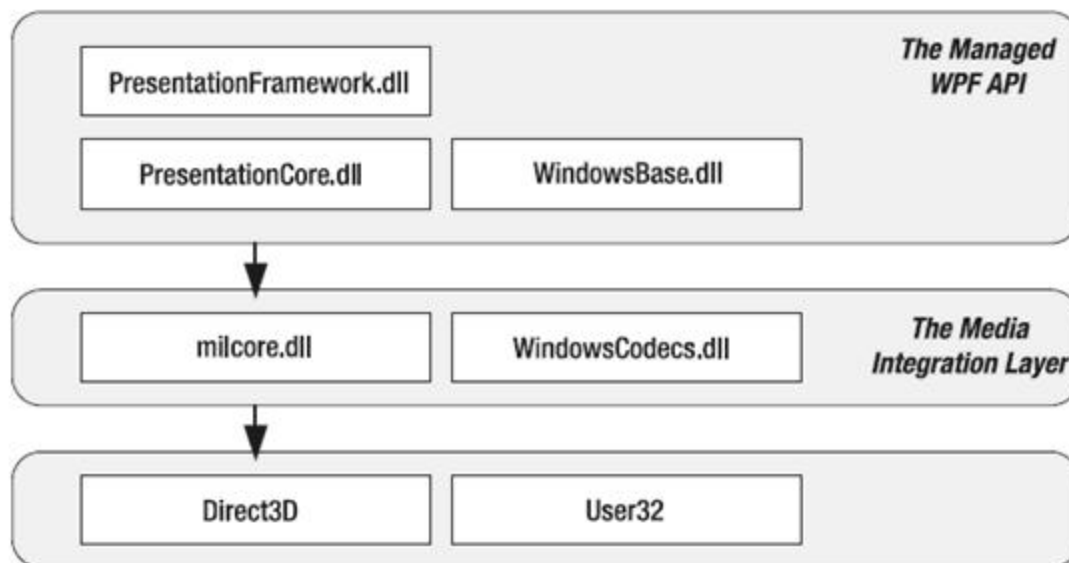 The Managed
WPF API
PresentationFramework.dll
PresentationCore.dll
WindowsBase.dll
milcore.dll
WindowsCodecs.dll
The Media
Integration Layer
Direct3D
User32